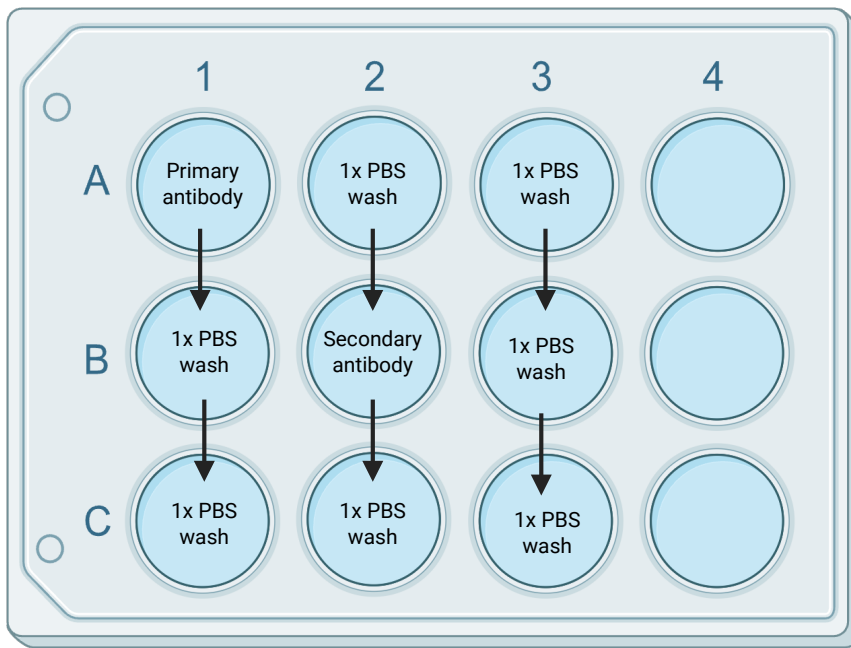 1 2 3 4
A
Primary
antibody
1x PBS
wash
1x PBS
wash
B
1x PBS
wash
Secondary
antibody
1x PBS
wash
C
1x PBS
wash
1x PBS
wash
1x PBS
wash